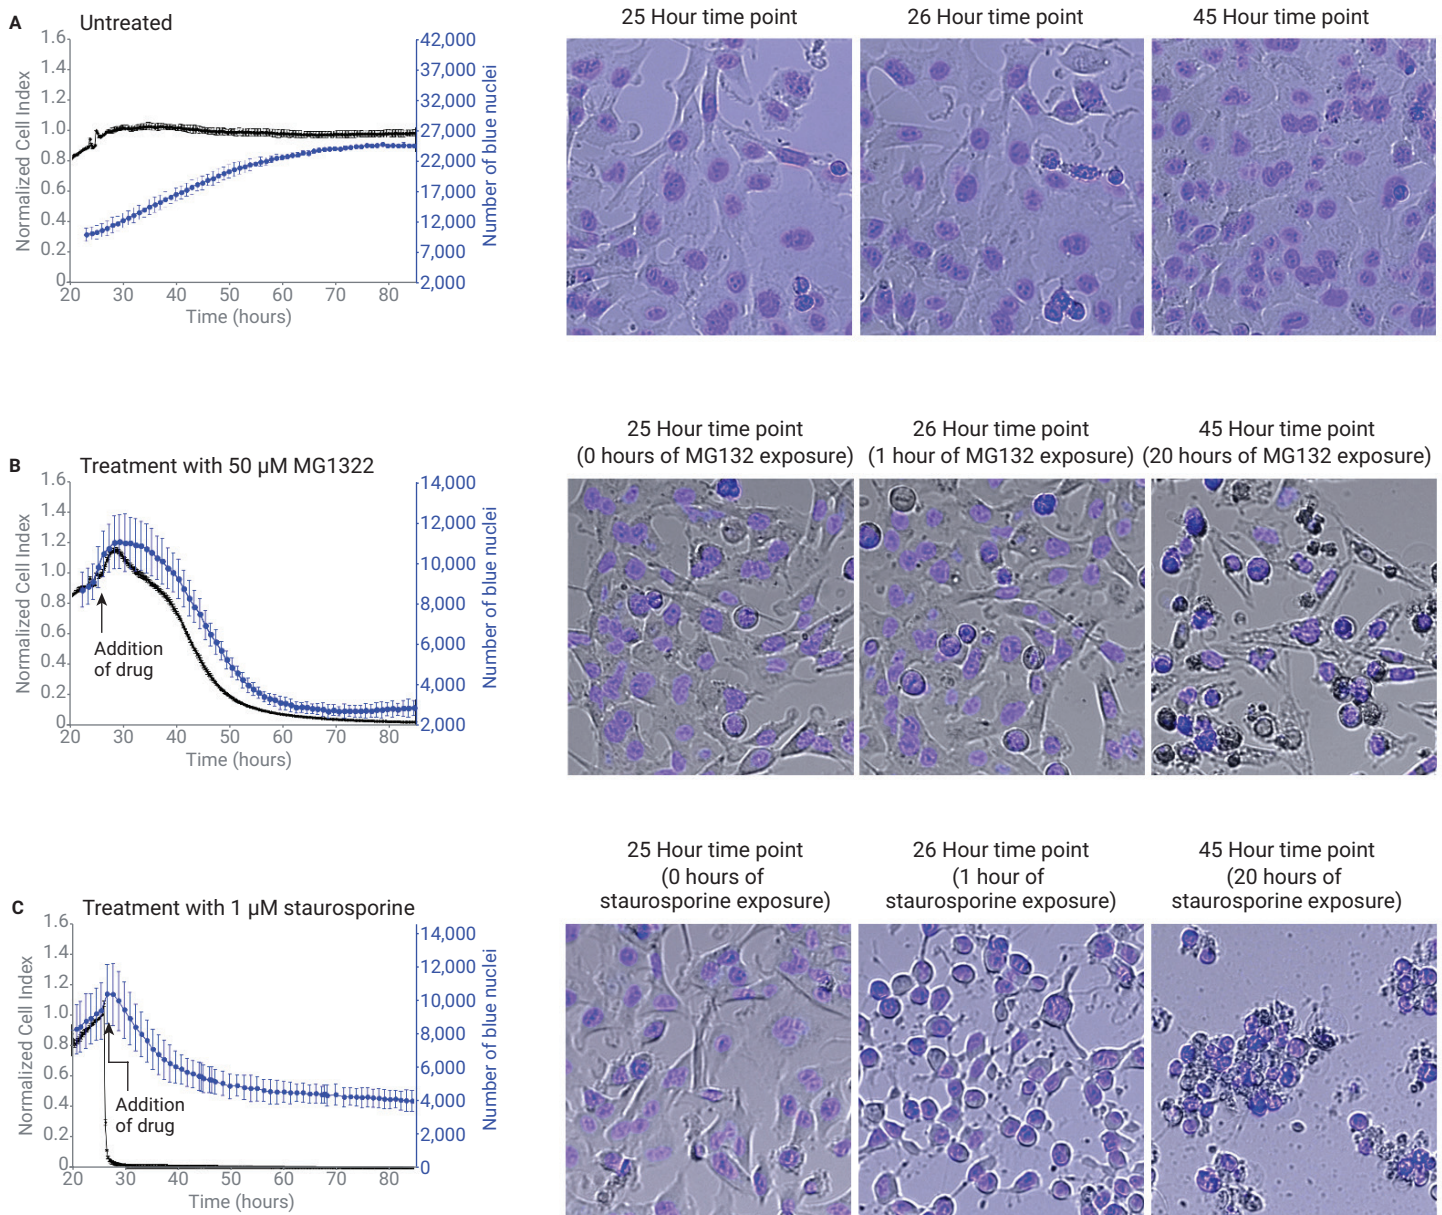 A
Untreated
Normalized Cell Index
1.6
1.4
1.2
1.0
0.8
0.6
0.4
0.2
0
20 30 40 50 60 70 80
Time (hours)
42,000
37,000
32,000
27,000
22,000
17,000
12,000
7,000
2,000
Number of blue nuclei
25 Hour time point
26 Hour time point
45 Hour time point
B
Treatment with 50 µM MG1322
Normalized Cell Index
1.6
1.4
1.2
1.0
0.8
0.6
0.4
0.2
0
Addition
of drug
20 30 40 50 60 70 80
Time (hours)
14,000
12,000
10,000
8,000
6,000
4,000
2,000
Number of blue nuclei
25 Hour time point
(0 hours of MG132 exposure)
26 Hour time point
(1 hour of MG132 exposure)
45 Hour time point
(20 hours of MG132 exposure)
C
Treatment with 1 µM staurosporine
Normalized Cell Index
1.6
1.4
1.2
1.0
0.8
0.6
0.4
0.2
0
Addition
of drug
20 30 40 50 60 70 80
Time (hours)
14,000
12,000
10,000
8,000
6,000
4,000
2,000
0
Number of blue nuclei
25 Hour time point
(0 hours of
staurosporine exposure)
26 Hour time point
(1 hour of
staurosporine exposure)
45 Hour time point
(20 hours of
staurosporine exposure)